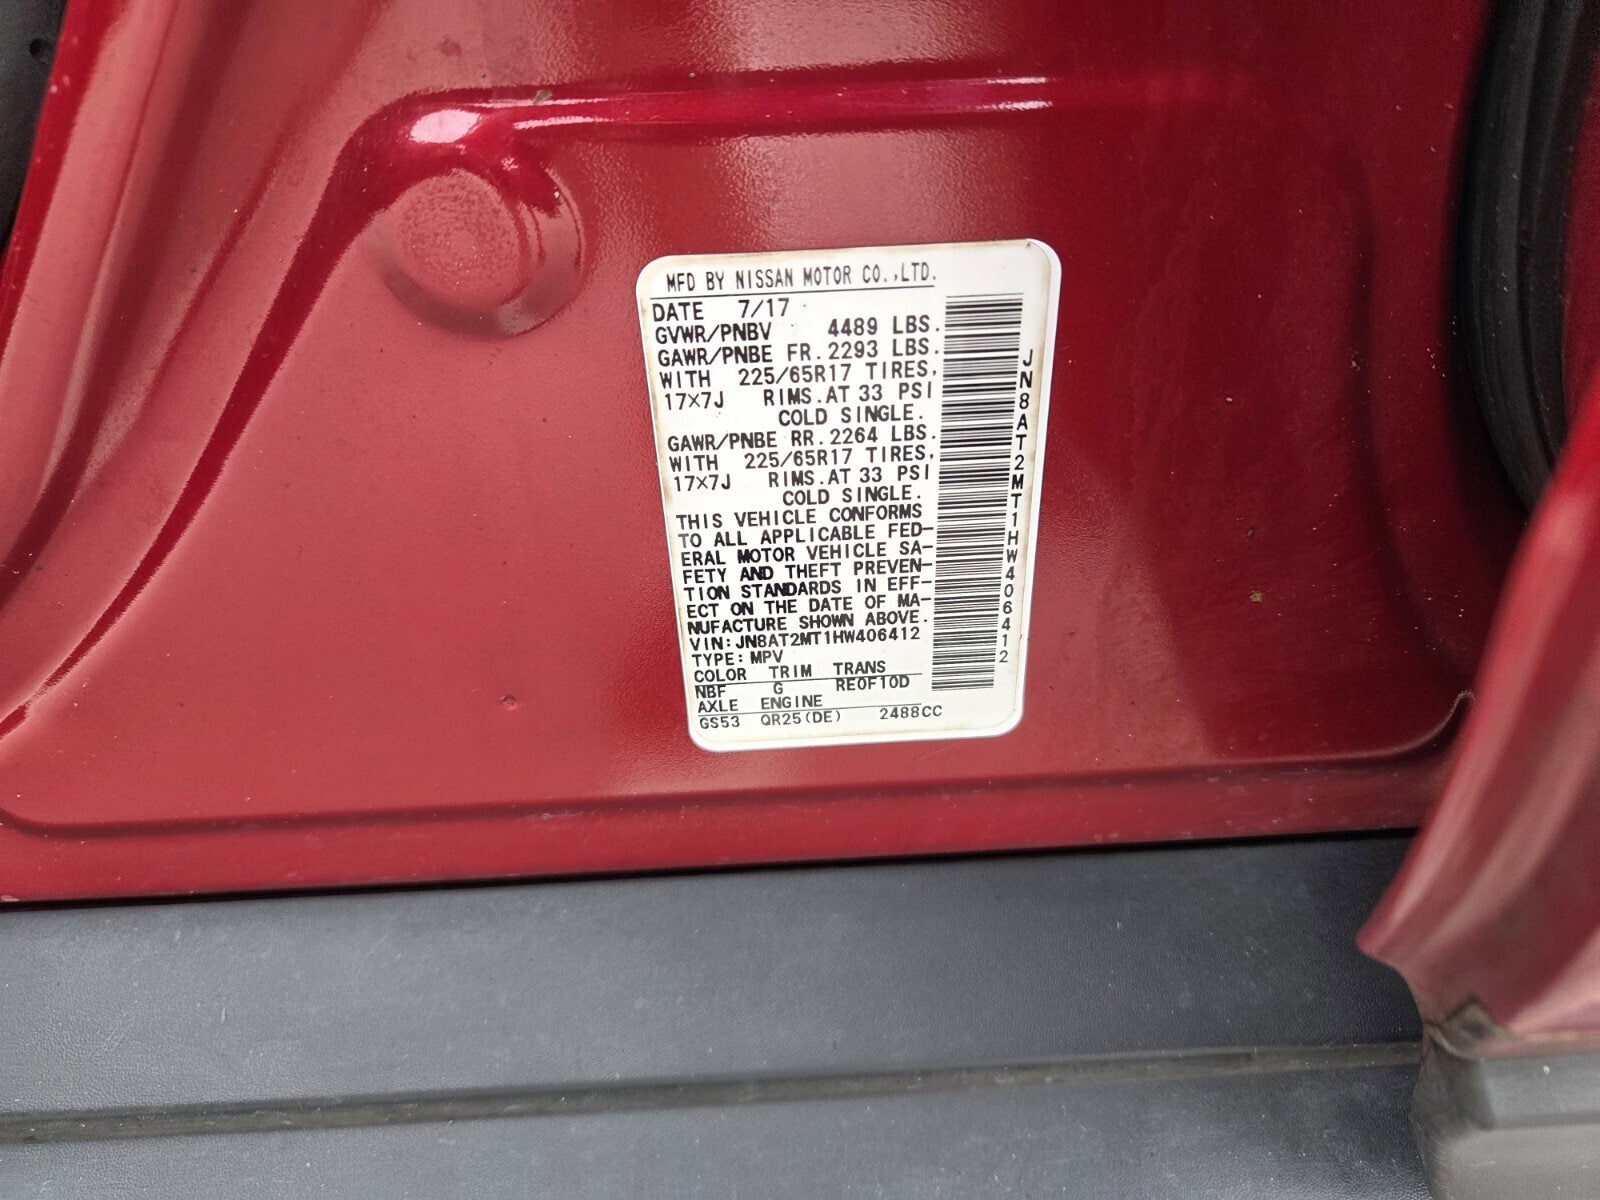 MFD BY NISSAN MOTOR CO.,LTD.
DATE 7/17
GVWR/PNBV 4489 LBS.
GAWR/PNBE FR. 2293 LBS.
WITH 225/65R17 TIRES,
17×7J RIMS.AT 33 PSI
COLD SINGLE.
GAWR/PNBE RR. 2264 LBS.
WITH 225/65R17 TIRES,
17×7J RIMS.AT 33 PSI
COLD SINGLE.
THIS VEHICLE CONFORMS
TO ALL APPLICABLE FED-
ERAL MOTOR VEHICLE SA-
FETY AND THEFT PREVEN-
TION STANDARDS IN EFF-
ECT ON THE DATE OF MA-
NUFACTURE SHOWN ABOVE.
VIN: JN8AT2MT1HW406412
TYPE: MPV
COLOR TRIM TRANS
NBF G RE0F10D
AXLE ENGINE
GS53 QR25(DE) 2488CC
JN8AT2MT1HW406412